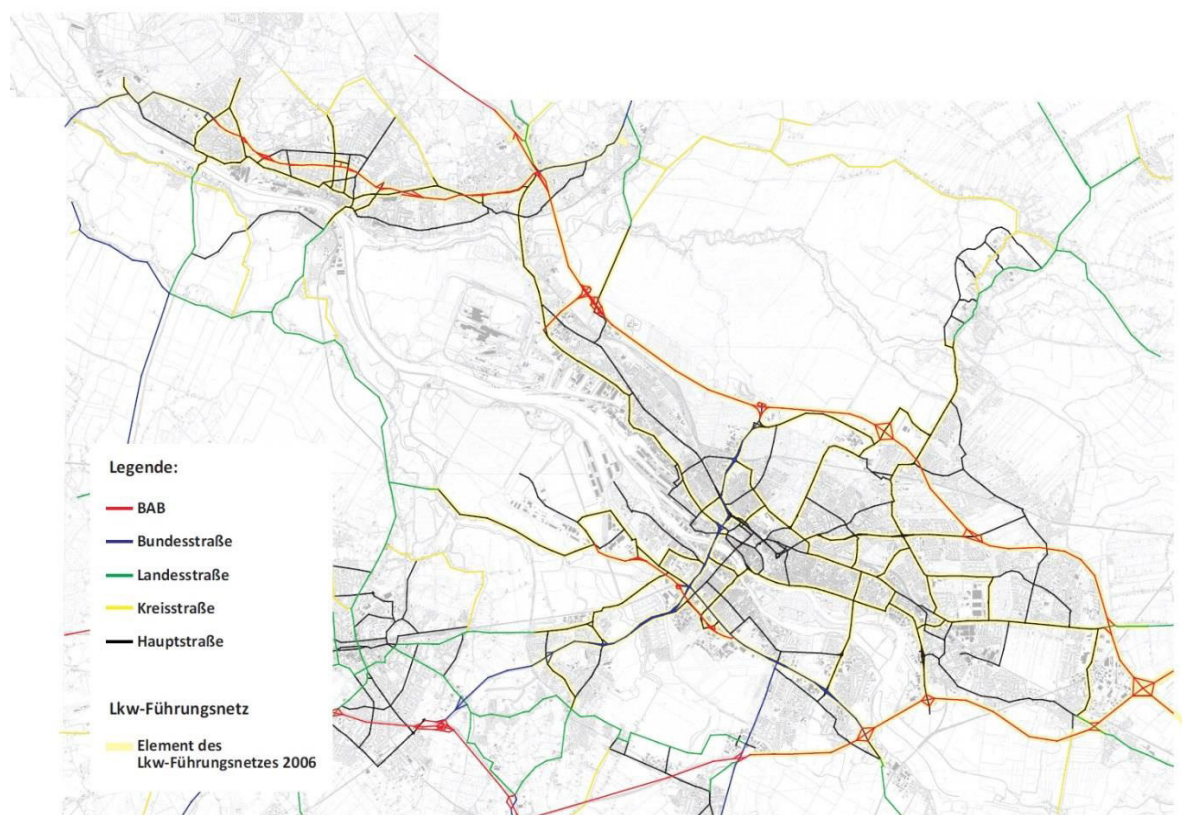 Legende:
BAB
Bundesstraße
Landesstraße
Kreisstraße
Hauptstraße
Lkw-Führungsnetz
Element des
Lkw-Führungsnetzes 2006